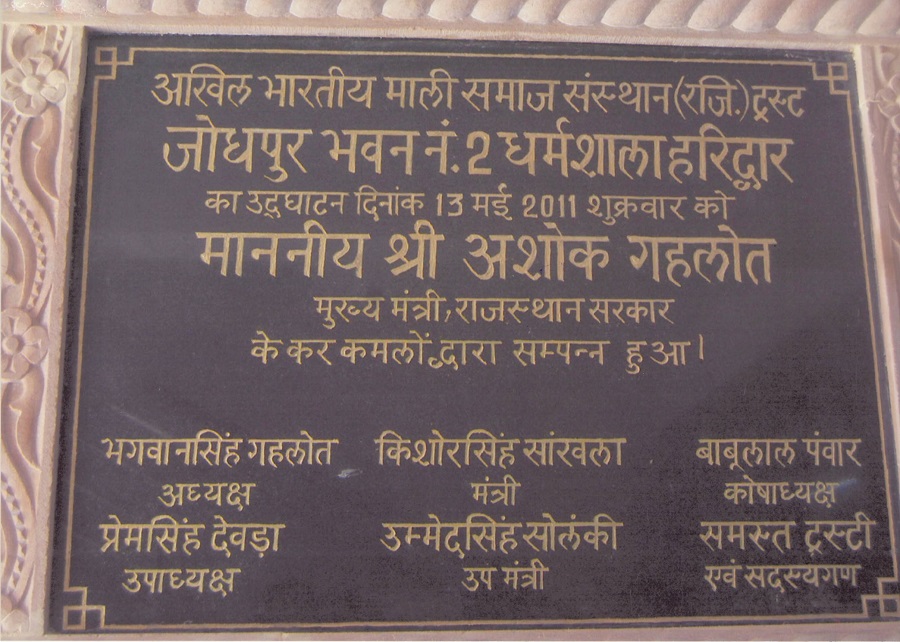 अखिल भारतीय माली समाज संस्थान(रजि.)ट्रस्ट
जोधपुर भवन नं.2 धर्मशाला हरिद्वार
का उद्घाटन दिनांक 13 मई 2011 शुक्रवार को
माननीय श्री अशोक गहलोत
मुख्य मंत्री, राजस्थान सरकार
के कर कमलों द्वारा सम्पन्न हुआ।
भगवानसिंह गहलोत किशोरसिंह सांखला बाबूलाल पंवार
अध्यक्ष मंत्री कोषाध्यक्ष
प्रेमसिंह देवड़ा उम्मेदसिंह सोलंकी समस्त ट्रस्टी
उपाध्यक्ष उप मंत्री एवं सदस्यगण